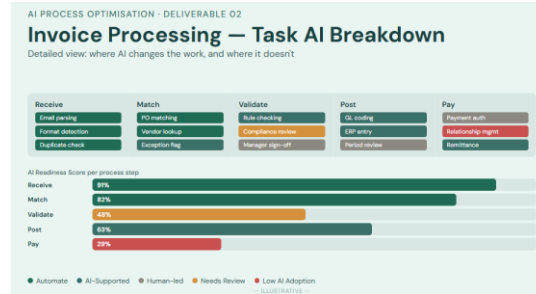 AI PROCESS OPTIMISATION · DELIVERABLE 02
Invoice Processing — Task AI Breakdown
Detailed view: where AI changes the work, and where it doesn't
Receive
Email parsing
Format detection
Duplicate check
Match
PO matching
Vendor lookup
Exception flag
Validate
Rule checking
Compliance review
Manager sign-off
Post
GL coding
ERP entry
Period review
Pay
Payment auth
Relationship mgmt
Remittance
AI Readiness Score per process step
Receive 91%
Match 82%
Validate 48%
Post 63%
Pay 29%
Automate AI-Supported Human-led Needs Review Low AI Adoption
— ILLUSTRATIVE —